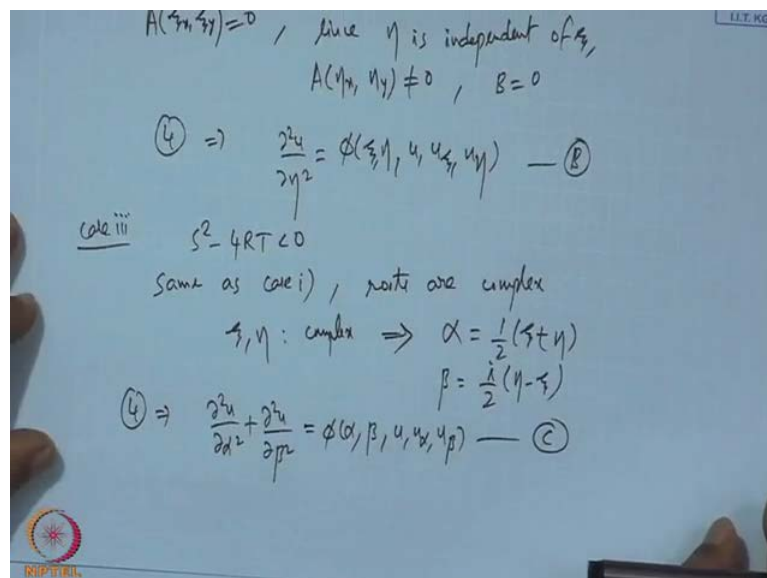 A(ξx, ξy)=0 , since η is independent of ξ,
I.I.T. KG
A(ηx, ηy) ≠ 0 , B=0
④ ⇒ ∂²u/∂η² = φ(ξ, η, u, uξ, uη) — Ⓑ
case iii S²-4RT<0
Same as case i), roots are complex
ξ, η : complex ⇒ α = 1/2 (ξ+η)
β = i/2 (η-ξ)
④ ⇒ ∂²u/∂α² + ∂²u/∂β² = φ(α, β, u, uα, uβ) — Ⓒ
NPTEL